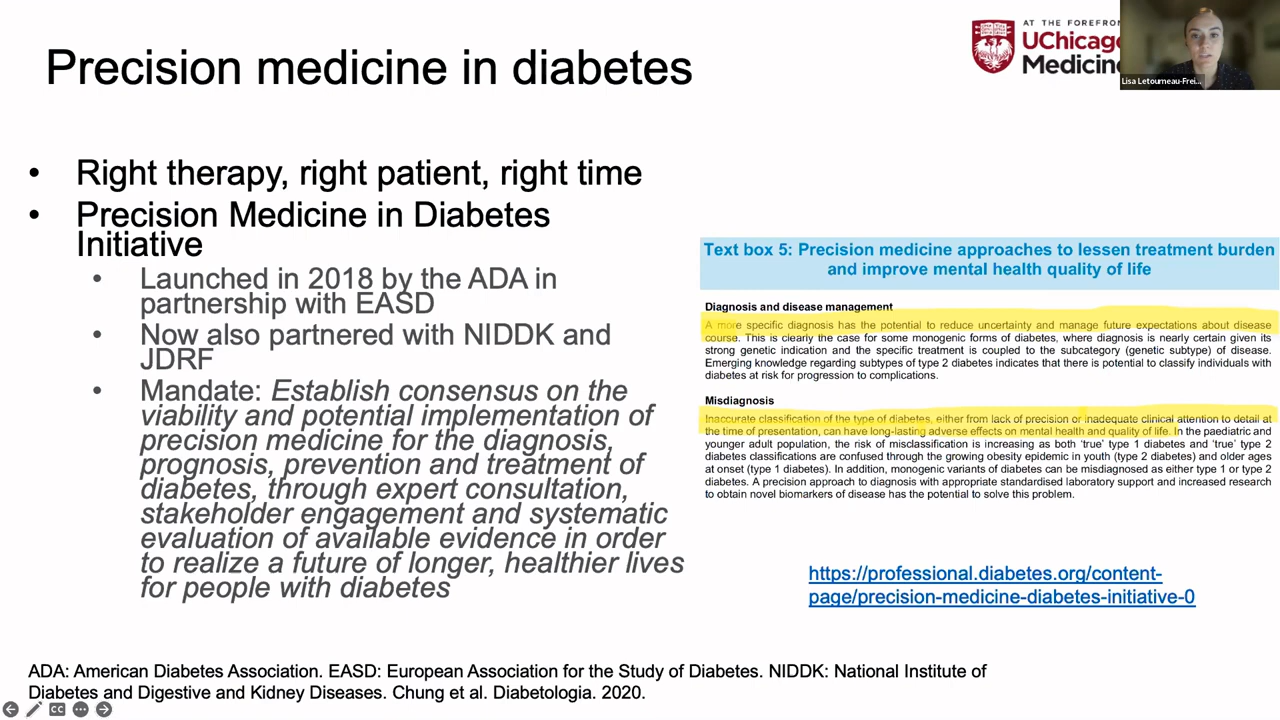 Precision medicine in diabetes
AT THE FOREFR
UChicag
Medicine
Lisa Letourneau-Frei...
• Right therapy, right patient, right time
• Precision Medicine in Diabetes
Initiative
• Launched in 2018 by the ADA in
partnership with EASD
• Now also partnered with NIDDK and
JDRF
• Mandate: Establish consensus on the
viability and potential implementation of
precision medicine for the diagnosis,
prognosis, prevention and treatment of
diabetes, through expert consultation,
stakeholder engagement and systematic
evaluation of available evidence in order
to realize a future of longer, healthier lives
for people with diabetes
Text box 5: Precision medicine approaches to lessen treatment burden
and improve mental health quality of life
Diagnosis and disease management
A more specific diagnosis has the potential to reduce uncertainty and manage future expectations about disease
course. This is clearly the case for some monogenic forms of diabetes, where diagnosis is nearly certain given its
strong genetic indication and the specific treatment is coupled to the subcategory (genetic subtype) of disease.
Emerging knowledge regarding subtypes of type 2 diabetes indicates that there is potential to classify individuals with
diabetes at risk for progression to complications.
Misdiagnosis
Inaccurate classification of the type of diabetes, either from lack of precision or inadequate clinical attention to detail at
the time of presentation, can have long-lasting adverse effects on mental health and quality of life. In the paediatric and
younger adult population, the risk of misclassification is increasing as both 'true' type 1 diabetes and 'true' type 2
diabetes classifications are confused through the growing obesity epidemic in youth (type 2 diabetes) and older ages
at onset (type 1 diabetes). In addition, monogenic variants of diabetes can be misdiagnosed as either type 1 or type 2
diabetes. A precision approach to diagnosis with appropriate standardised laboratory support and increased research
to obtain novel biomarkers of disease has the potential to solve this problem.
https://professional.diabetes.org/content-
page/precision-medicine-diabetes-initiative-0
ADA: American Diabetes Association. EASD: European Association for the Study of Diabetes. NIDDK: National Institute of
Diabetes and Digestive and Kidney Diseases. Chung et al. Diabetologia. 2020.
CC